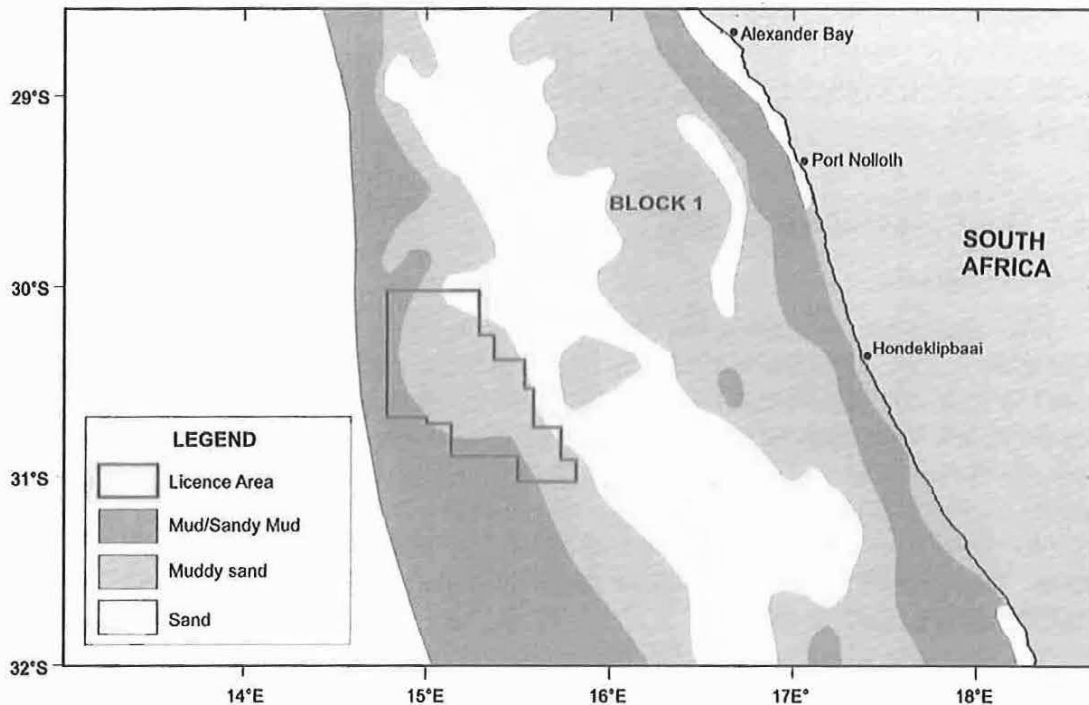 Alexander Bay
29°S
Port Nolloth
BLOCK 1
SOUTH
AFRICA
30°S
Hondeklipbaai
LEGEND
Licence Area
31°S
Mud/Sandy Mud
Muddy sand
Sand
32°S
14°E
15°E
16°E
17E°
18°E